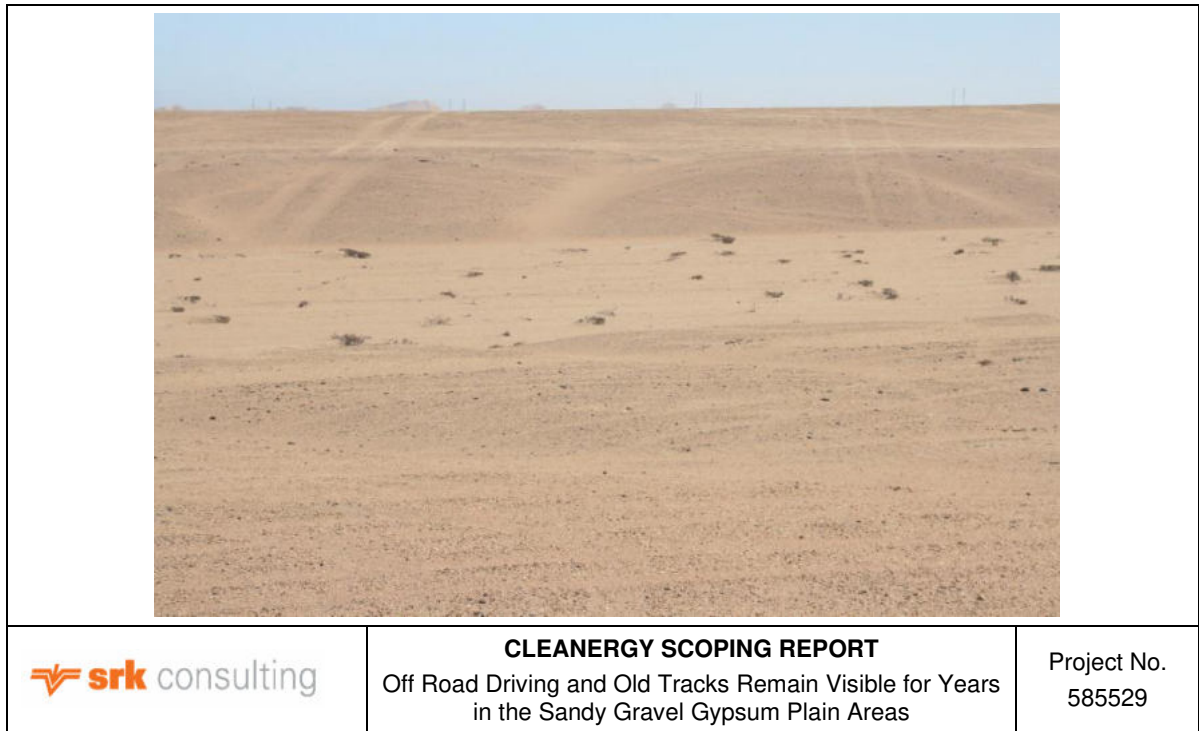 srk consulting
CLEANERGY SCOPING REPORT
Off Road Driving and Old Tracks Remain Visible for Years
in the Sandy Gravel Gypsum Plain Areas
Project No.
585529